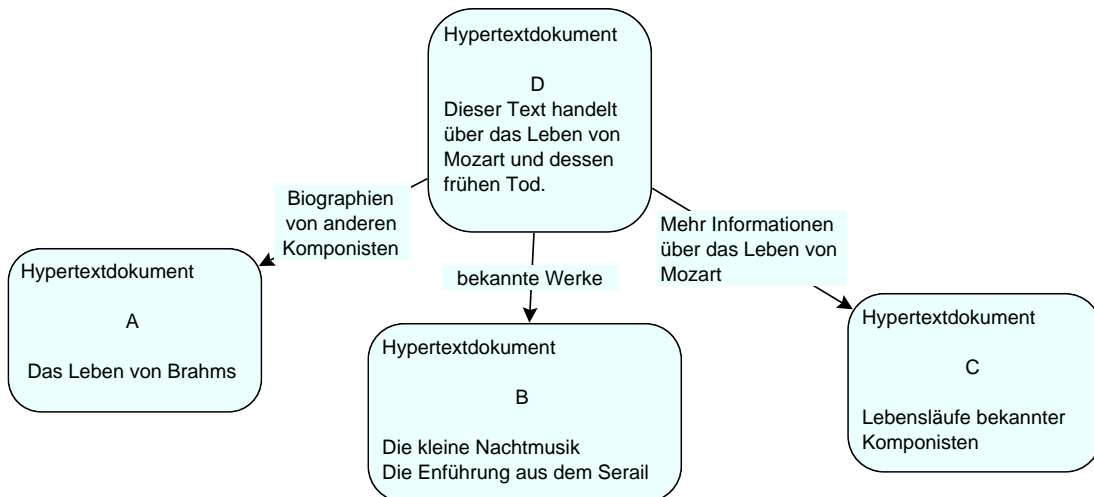 Hypertextdokument
D
Dieser Text handelt
über das Leben von
Mozart und dessen
frühen Tod.
Biographien
von anderen
Komponisten
bekannte Werke
Mehr Informationen
über das Leben von
Mozart
Hypertextdokument
A
Das Leben von Brahms
Hypertextdokument
B
Die kleine Nachtmusik
Die Enführung aus dem Serail
Hypertextdokument
C
Lebensläufe bekannter
Komponisten